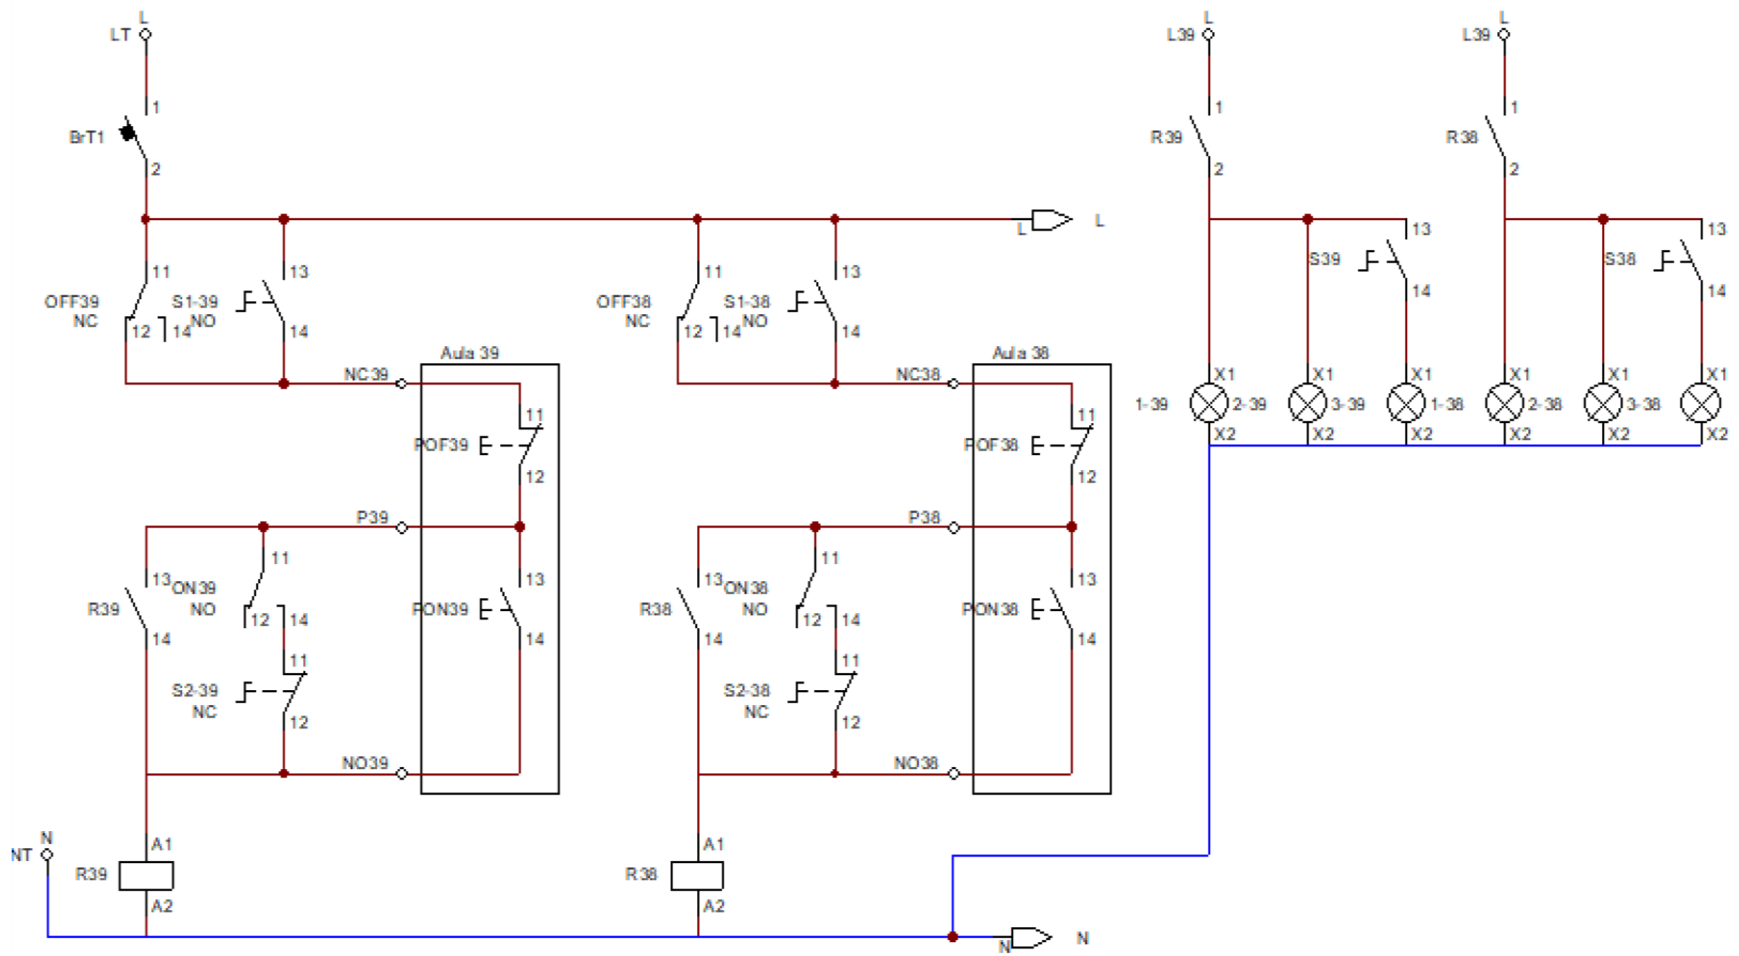 L L L
LT L39 L39
1 1 1
BrT1 R39 R38
2 2 2
L L
13 13
11 13 11 13
S39 S38
OFF39 S1-39 OFF38 S1-38
NC 12 14 NO NC 12 14 NO
14 14 14 14
Aula 39 Aula 38
NC39 NC38 X1 X1 X1 X1 X1 X1
1-39 2-39 3-39 1-38 2-38 3-38
11 11
X2 X2 X2 X2 X2 X2
POF39 POF38
12 12
P39 P38
11 11
13 ON39 13 13 ON38 13
R39 NO PON39 R38 NO PON38
12 14 12 14
14 14 14 14
11 11
S2-39 S2-38
NC NC
12 12
NO39 NO38
N A1 A1
NT
R39 R38
A2 A2
N N